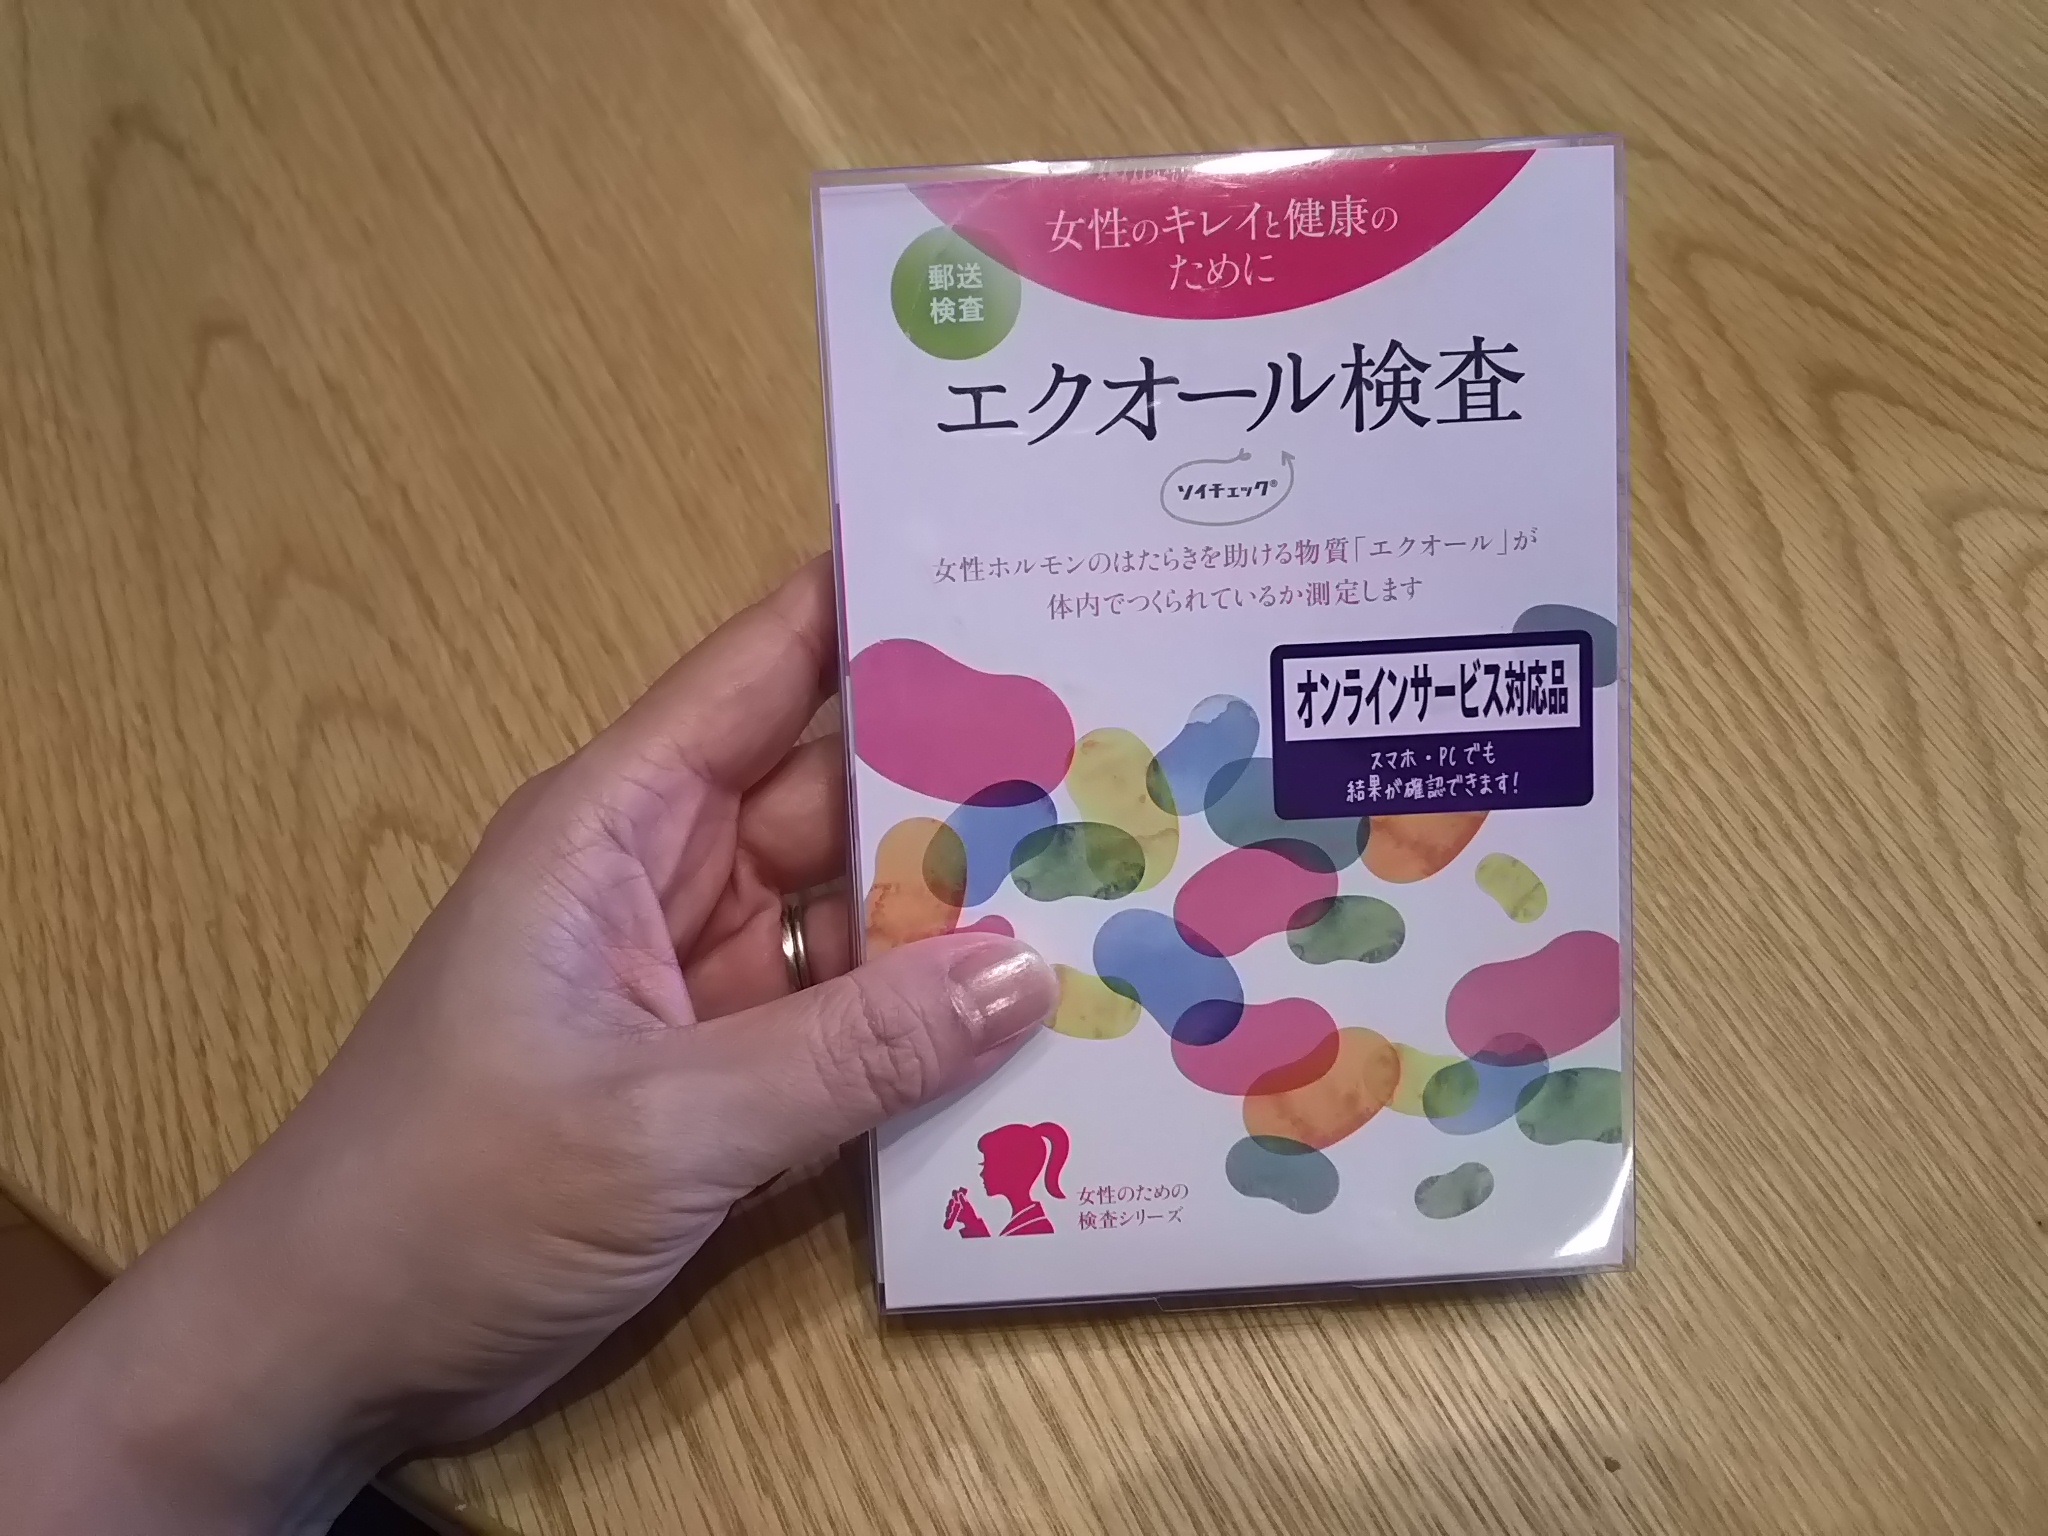 女性のキレイと健康の
ために
郵送
検査
エクオール検査
ソイチェック®
女性ホルモンのはたらきを助ける物質「エクオール」が
体内でつくられているか測定します
オンラインサービス対応品
スマホ・PCでも
結果が確認できます!
女性のための
検査シリーズ